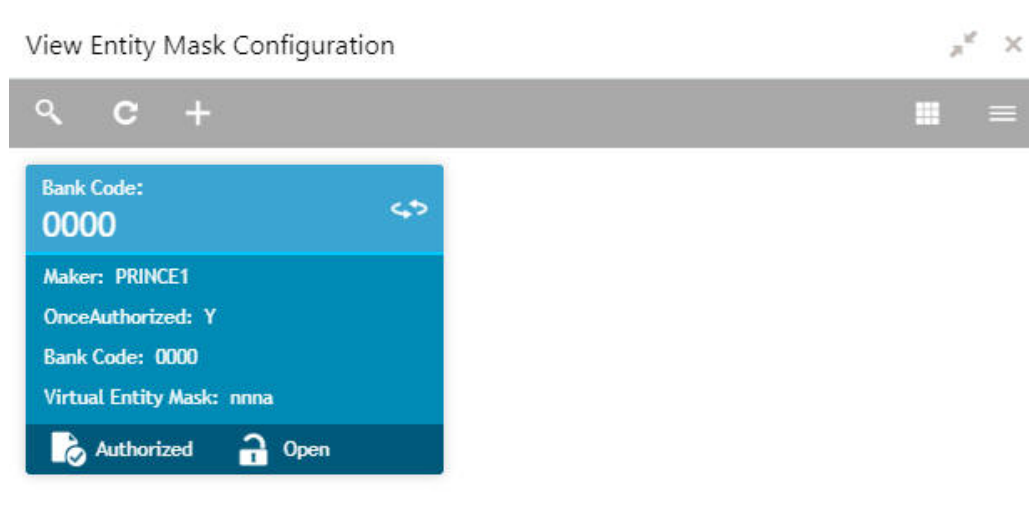 View Entity Mask Configuration
Bank Code:
0000
Maker: PRINCE1
OnceAuthorized: Y
Bank Code: 0000
Virtual Entity Mask: nnna
Authorized Open